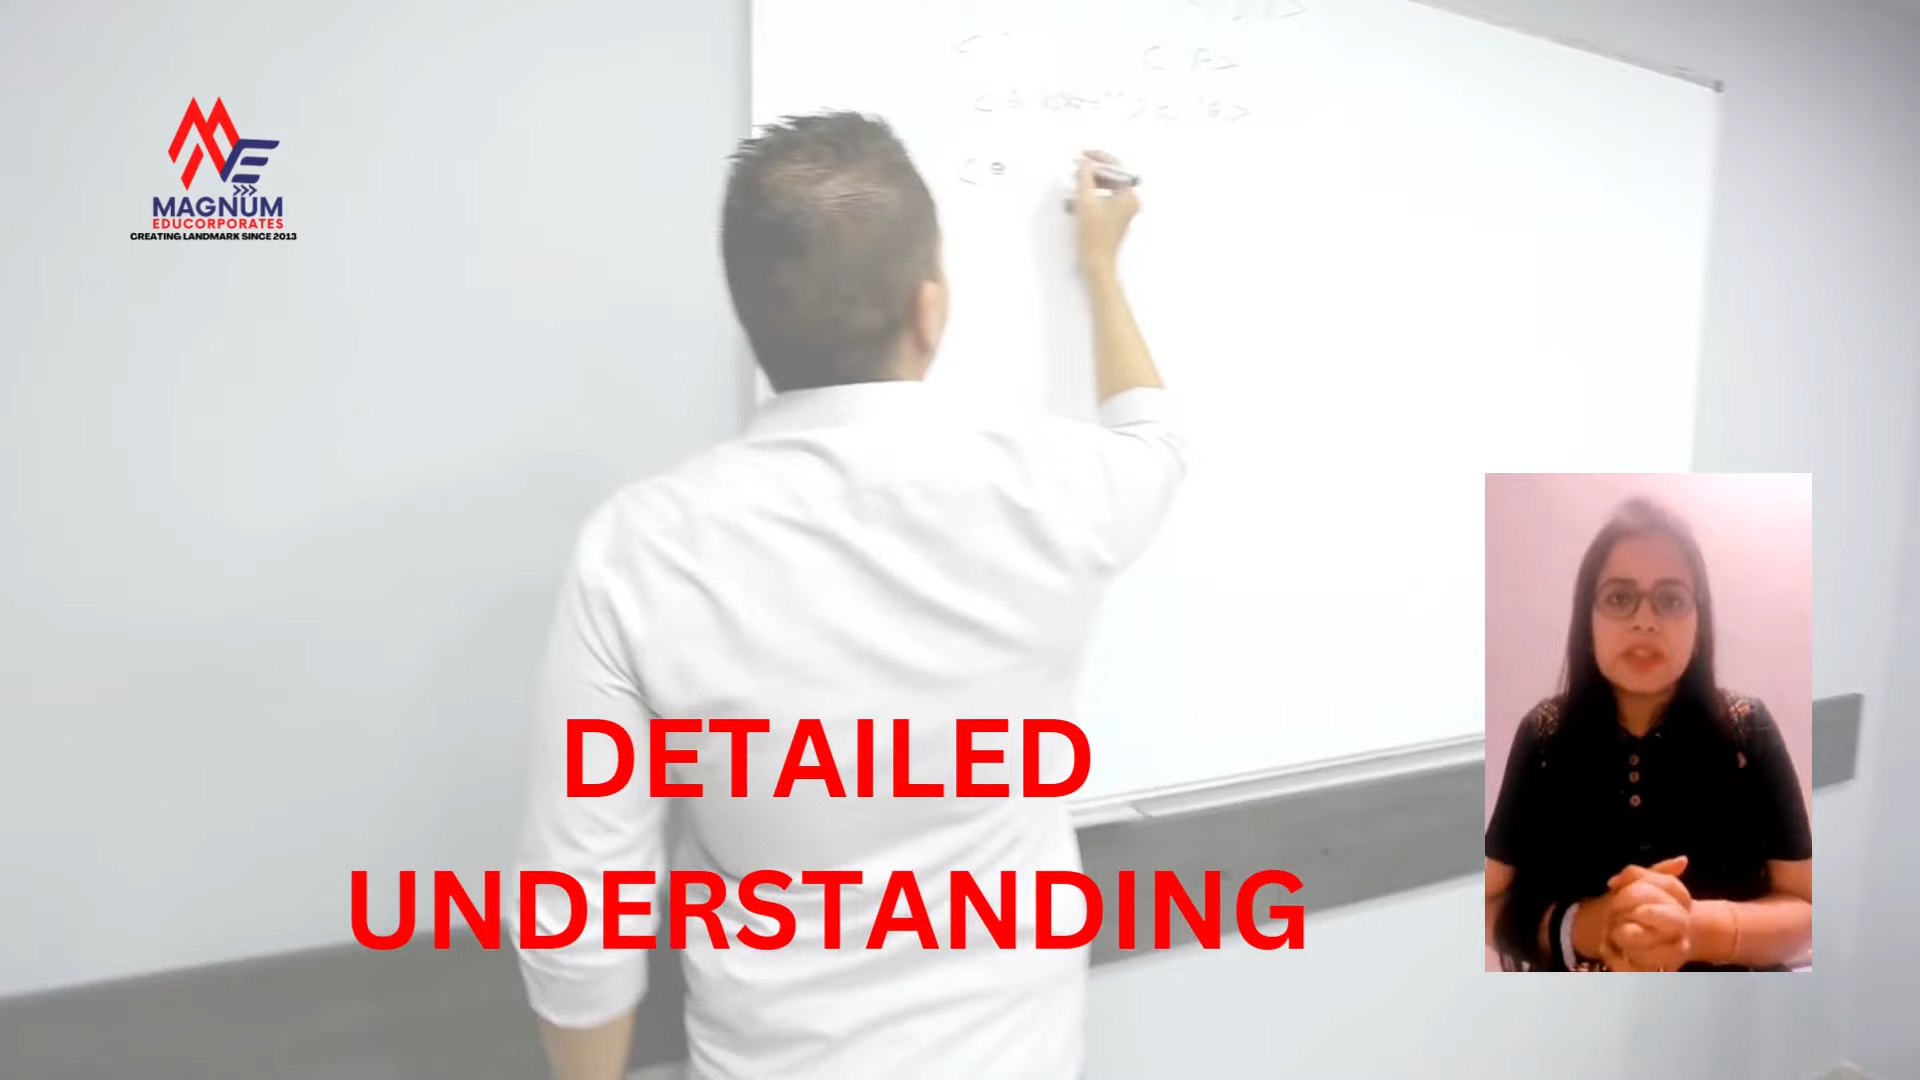 MAGNUM
EDUCORPORATES
CREATING LANDMARK SINCE 2013
DETAILED
UNDERSTANDING